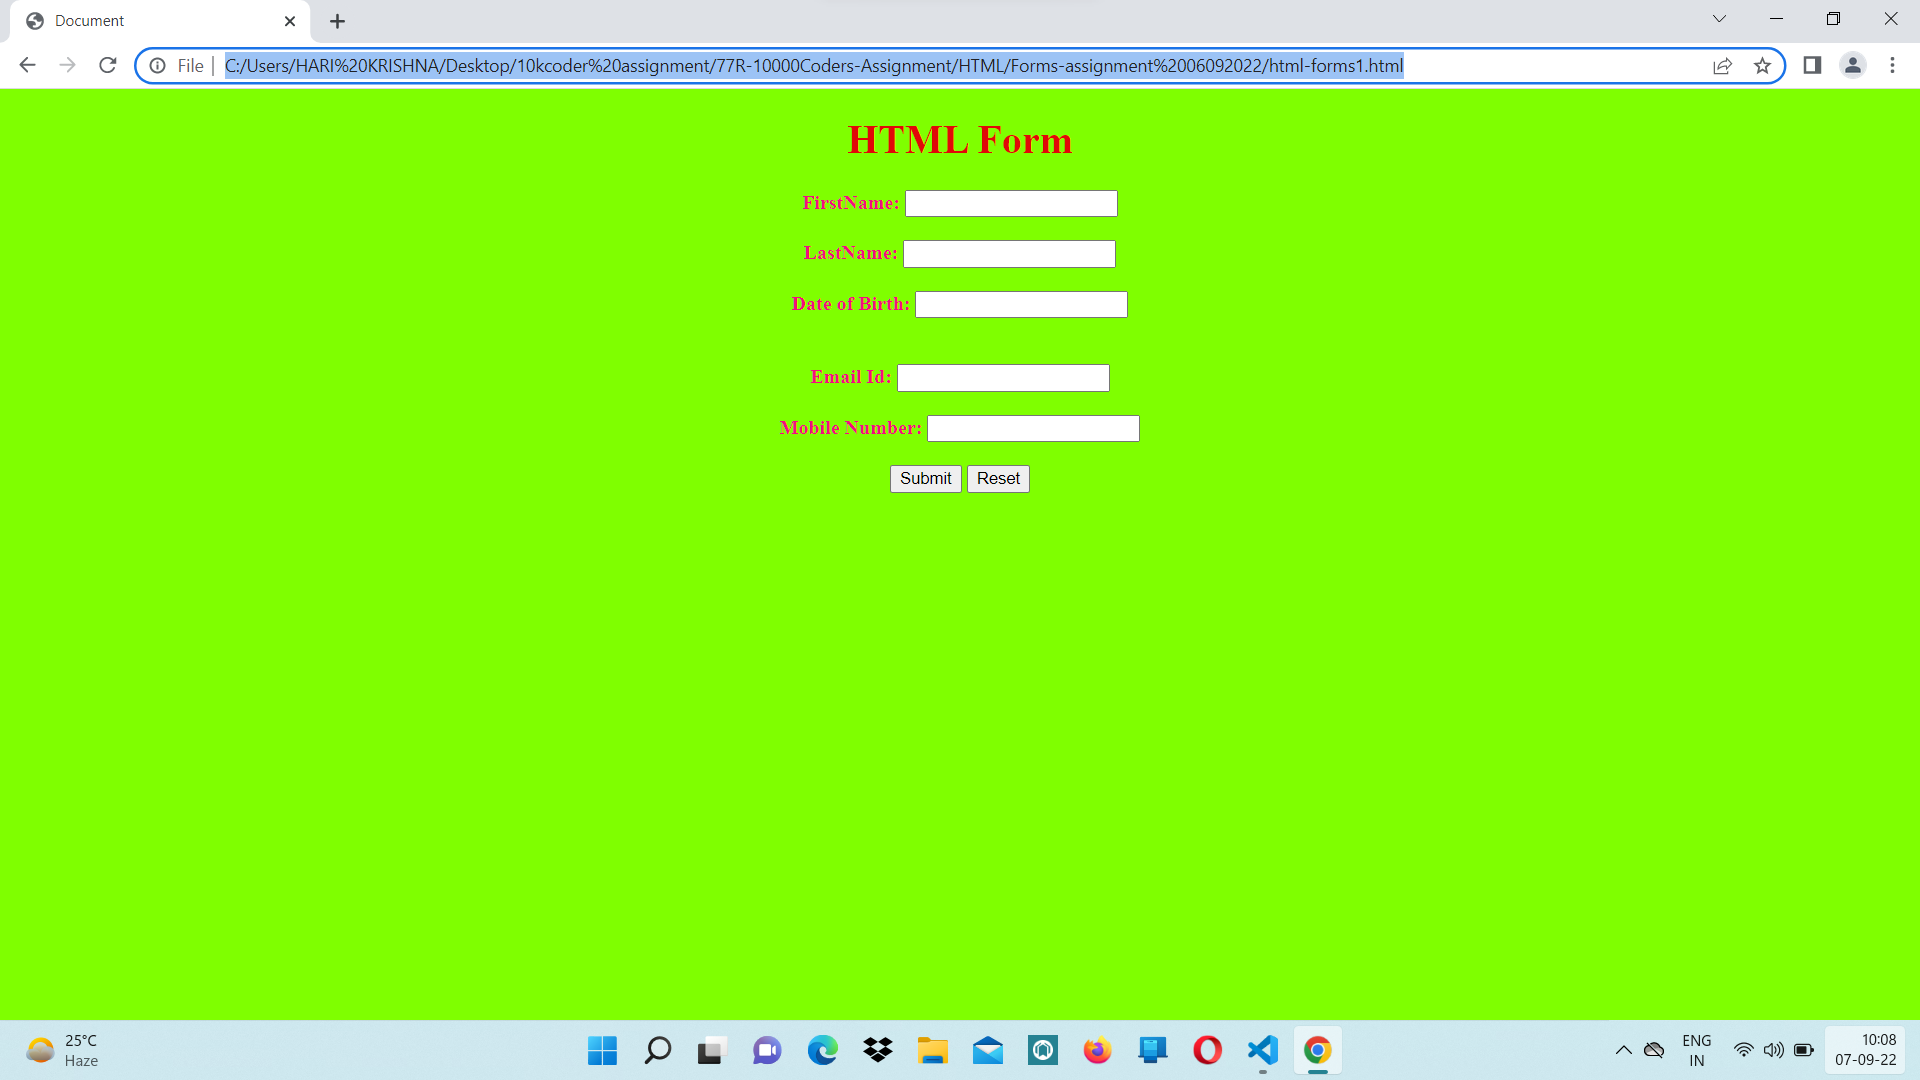 Document
File
C:/Users/HARI%20KRISHNA/Desktop/10kcoder%20assignment/77R-10000Coders-Assignment/HTML/Forms-assignment%2006092022/html-forms1.html
HTML Form
FirstName:
LastName:
Date of Birth:
Email Id:
Mobile Number:
Submit Reset
25°C
Haze
ENG
IN
10:08
07-09-22